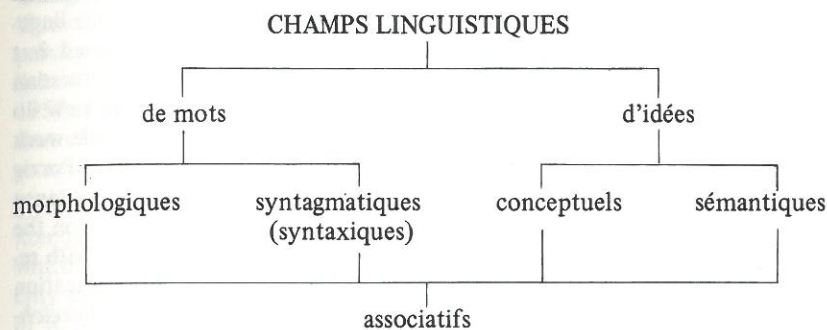 CHAMPS LINGUISTIQUES
de mots d'idées
morphologiques syntagmatiques conceptuels sémantiques
(syntaxiques)
associatifs